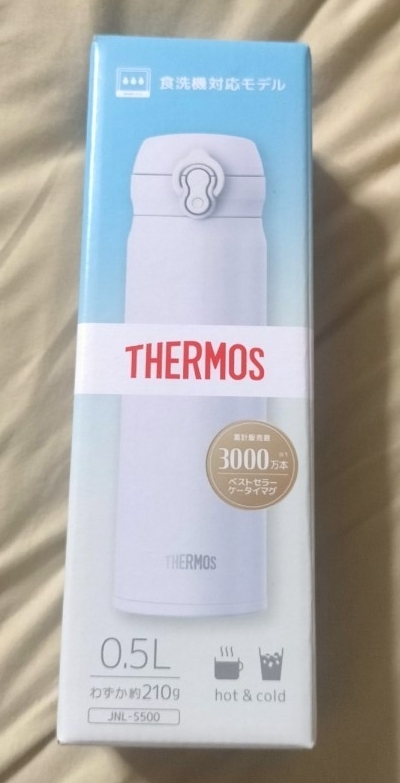 食洗機対応モデル
THERMOS
累計販売数
3000万本
ベストセラー
ケータイマグ
THERMOS
0.5L
わずか約210g
hot & cold
JNL-S500